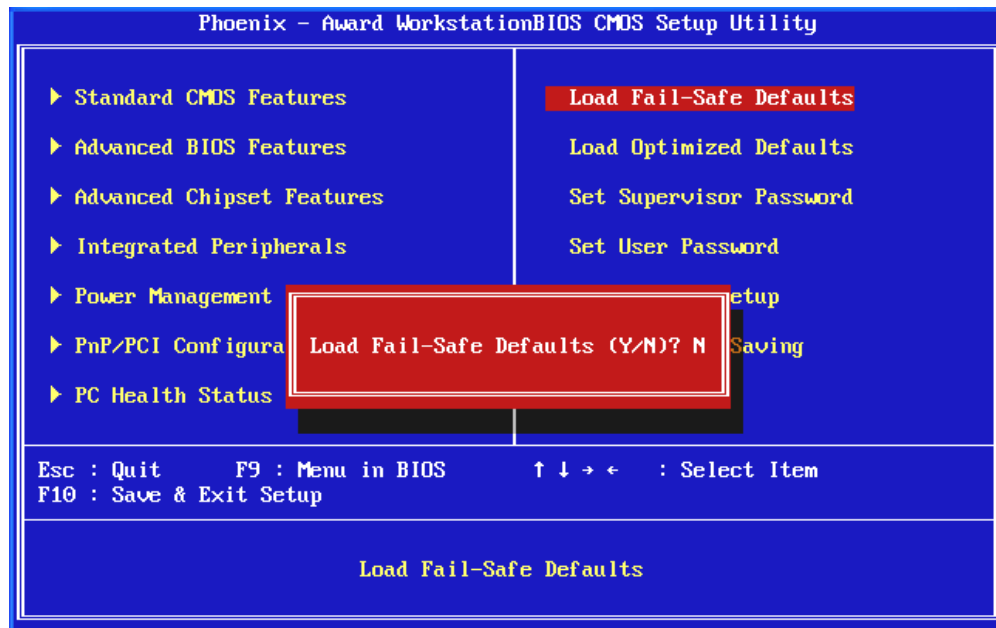 Phoenix - Award WorkstationBIOS CMOS Setup Utility
Standard CMOS Features
Advanced BIOS Features
Advanced Chipset Features
Integrated Peripherals
Power Management
PnP/PCI Configura
PC Health Status
Load Fail-Safe Defaults
Load Optimized Defaults
Set Supervisor Password
Set User Password
etup
Saving
Load Fail-Safe Defaults (Y/N)? N
Esc : Quit F9 : Menu in BIOS ↑ ↓ → ← : Select Item
F10 : Save & Exit Setup
Load Fail-Safe Defaults